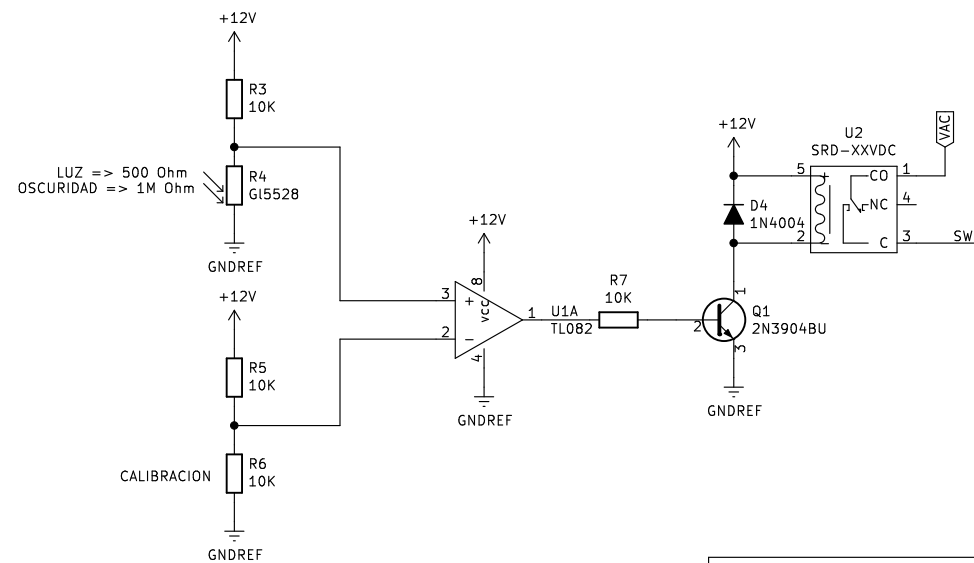 +12V
R3
10K
LUZ => 500 Ohm
OSCURIDAD => 1M Ohm
R4
Gl5528
GNDREF
+12V
R5
10K
CALIBRACION
R6
10K
GNDREF
+12V
8
3
+
VCC
2
-
4
1
U1A
TL082
GNDREF
R7
10K
+12V
D4
1N4004
1
2
3
Q1
2N3904BU
GNDREF
U2
SRD-XXVDC
5
2
+
-
CO
NC
C
1
4
3
VAC
SW